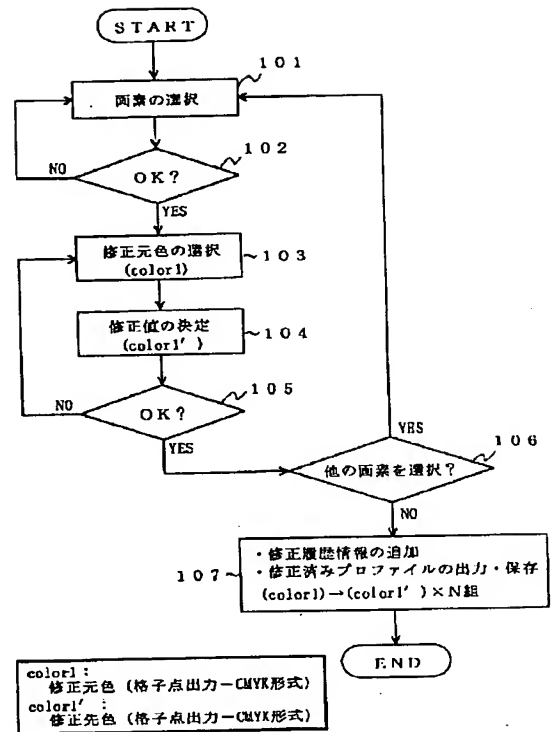 START
101
画素の選択
102
NO
OK?
YES
修正元色の選択
(color1)
103
修正値の決定
(color1')
104
105
NO
OK?
YES
YES
106
他の画素を選択?
NO
107
・修正履歴情報の追加
・修正済みプロファイルの出力・保存
(color1)→(color1')×N組
END
color1:
修正元色 (格子点出力−CMYK形式)
color1':
修正先色 (格子点出力−CMYK形式)